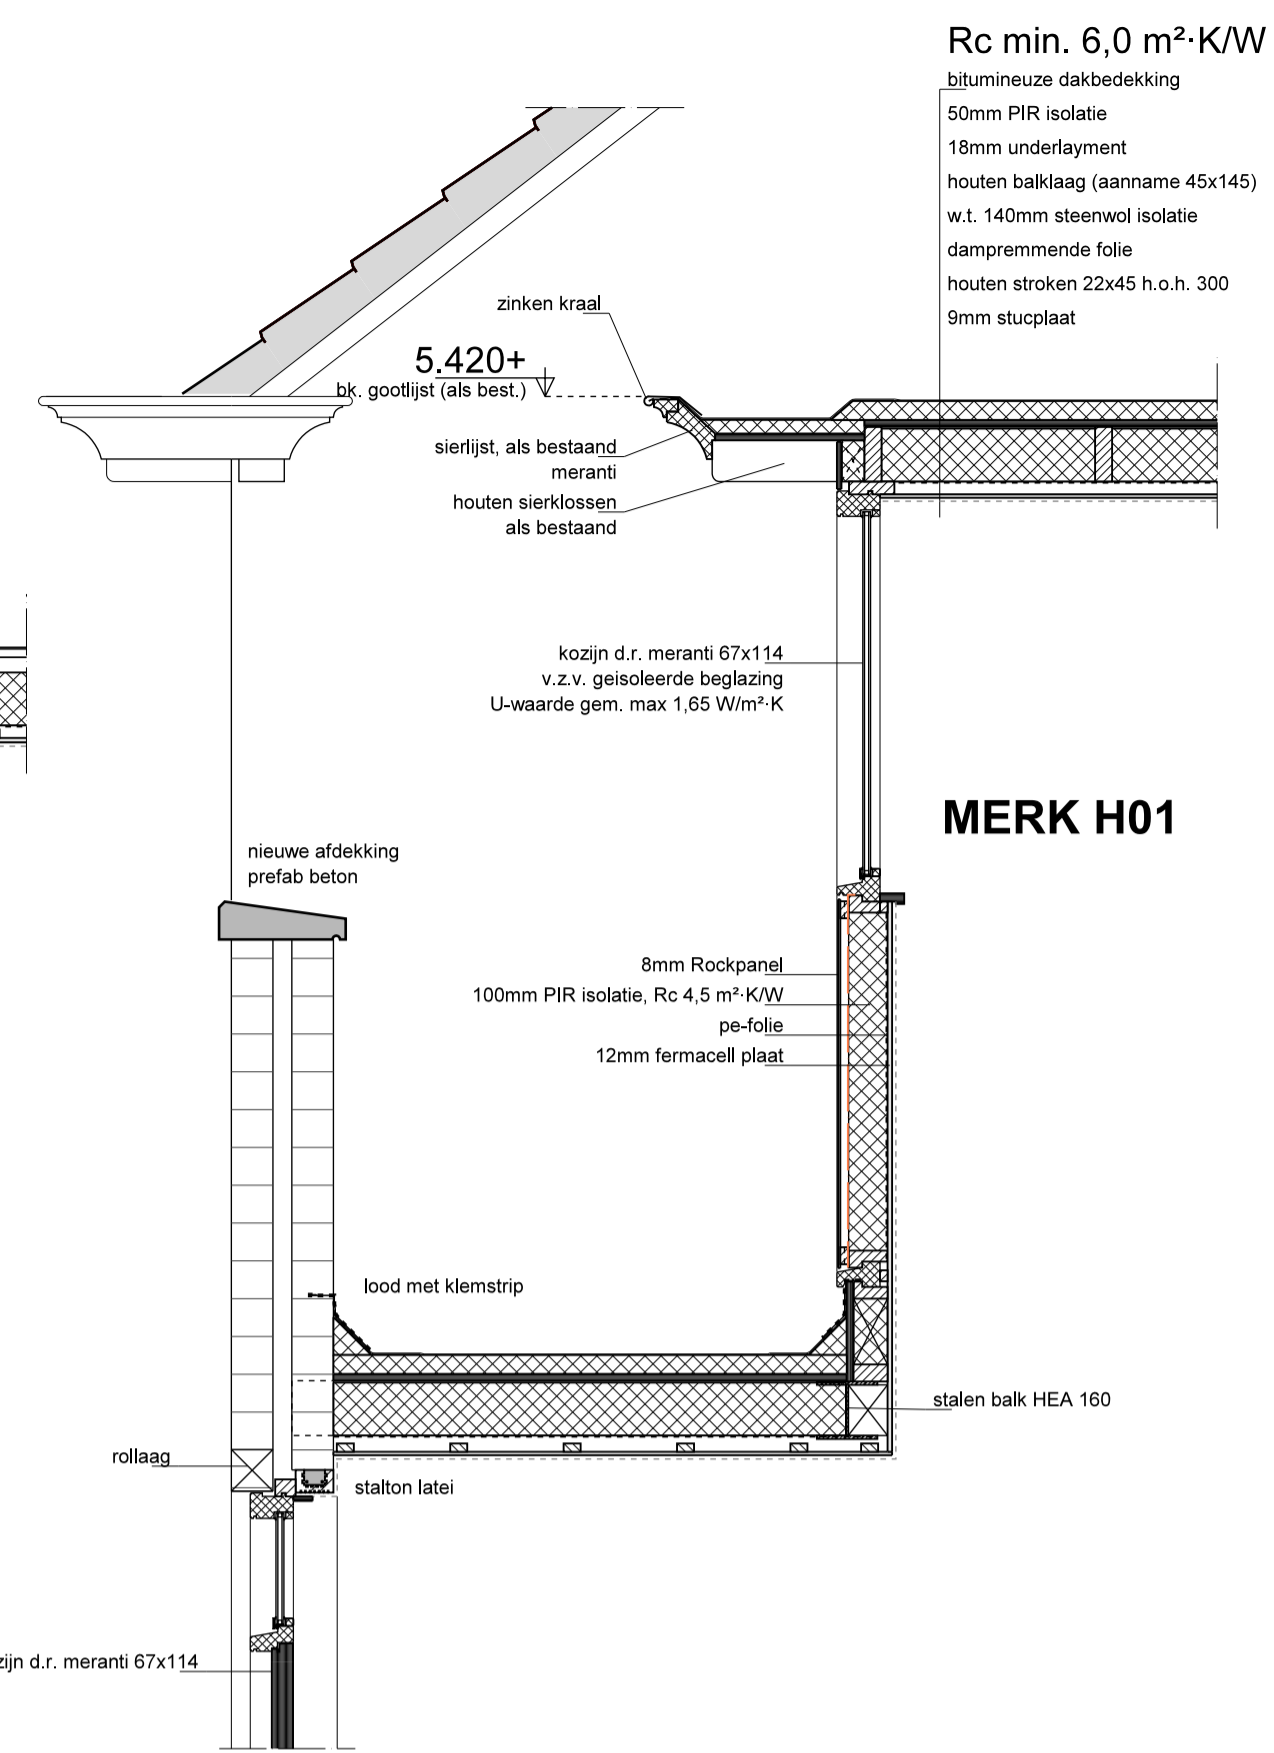 Rc min. 6,0 m²·K/W
bitumineuze dakbedekking
50mm PIR isolatie
18mm underlayment
houten balklaag (aanname 45x145)
w.t. 140mm steenwol isolatie
dampremmende folie
houten stroken 22x45 h.o.h. 300
9mm stucplaat
zinken kraal
5.420+
bk. gootlijst (als best.)
sierlijst, als bestaand
meranti
houten sierklossen
als bestaand
kozijn d.r. meranti 67x114
v.z.v. geisoleerde beglazing
U-waarde gem. max 1,65 W/m²·K
MERK H01
nieuwe afdekking
prefab beton
8mm Rockpanel
100mm PIR isolatie, Rc 4,5 m²·K/W
pe-folie
12mm fermacell plaat
lood met klemstrip
stalen balk HEA 160
rollaag
stalton latei
zijn d.r. meranti 67x114